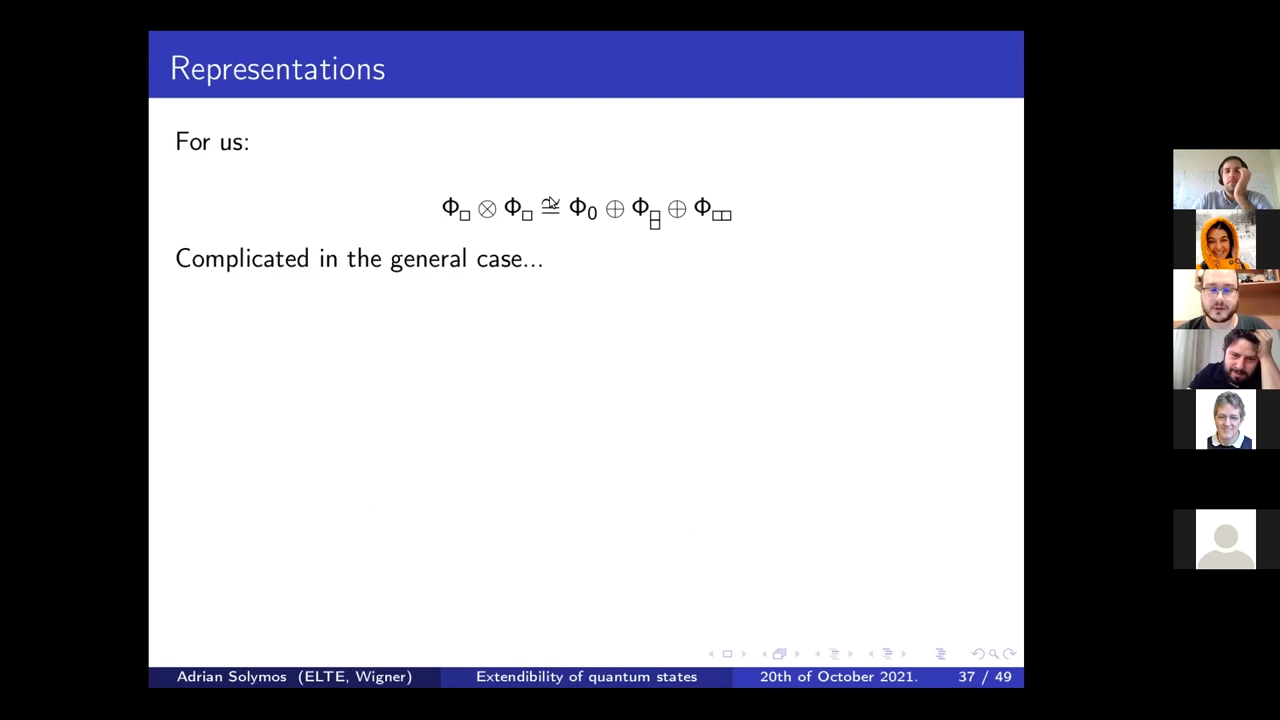 Representations
For us:
Φ□ ⊗ Φ□ ≅ Φ0 ⊕ Φ□□ ⊕ Φ□□
Complicated in the general case...
Adrian Solymos (ELTE, Wigner) Extendibility of quantum states 20th of October 2021. 37 / 49